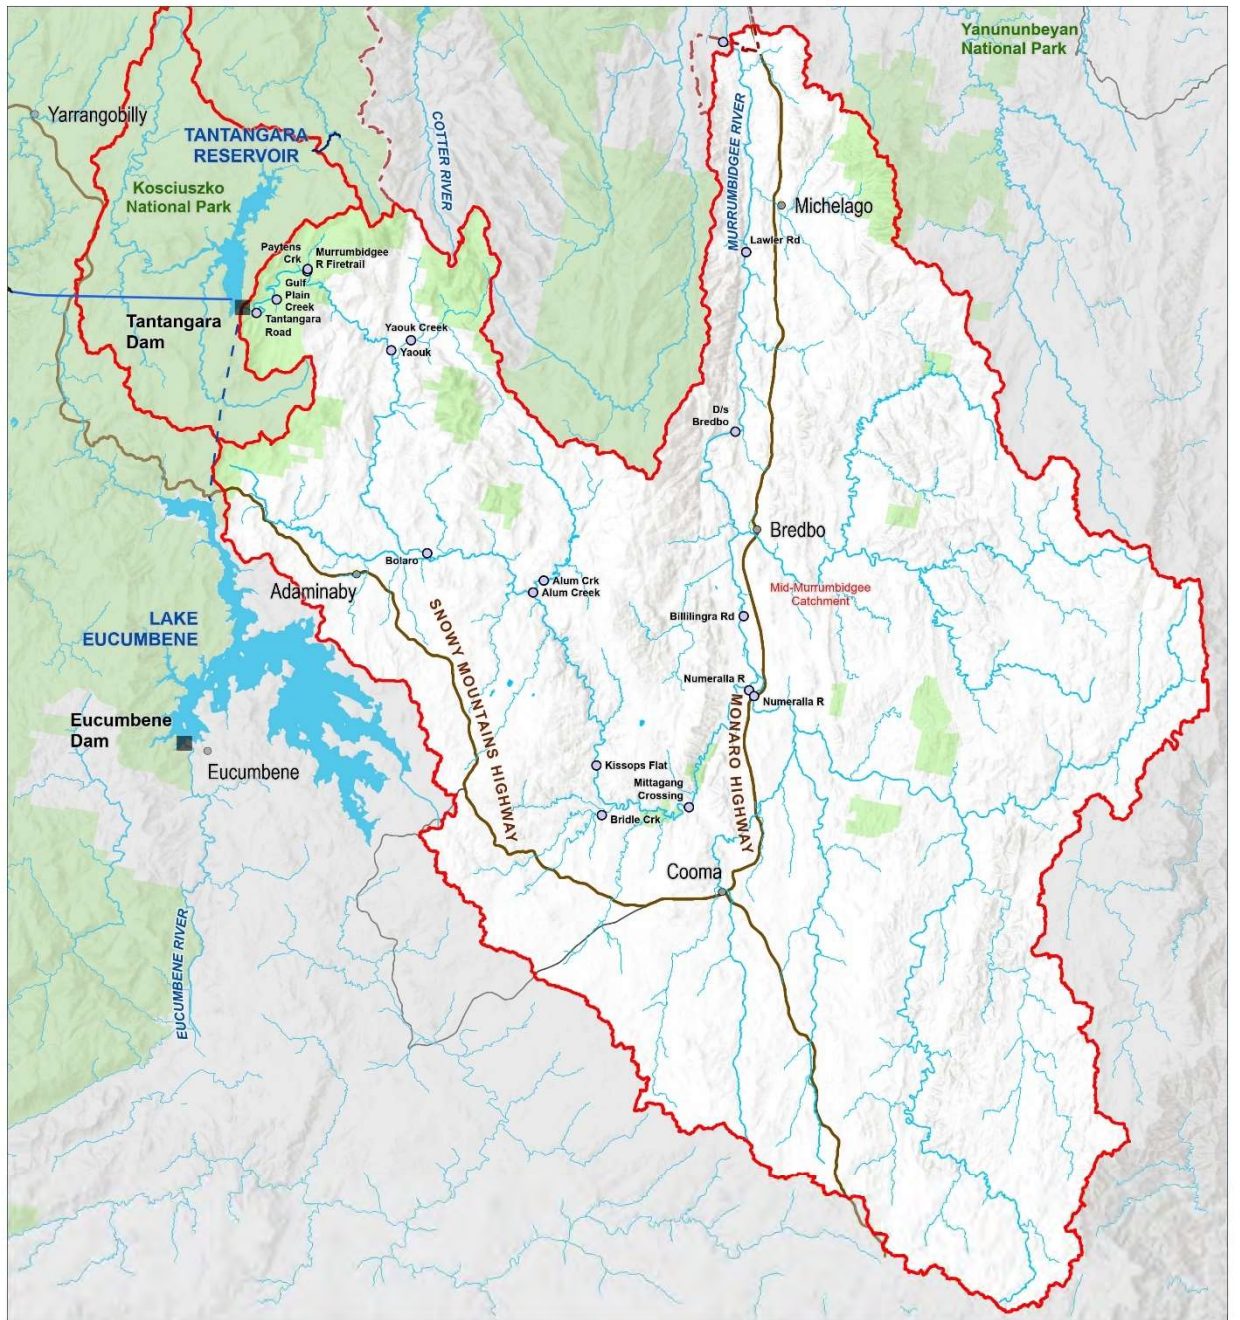 Yanununbeyan
National Park
Yarrangobilly
TANTANGARA
RESERVOIR
COTTER RIVER
MURRUMBIDGEE RIVER
Kosciuszko
National Park
Michelago
Lawler Rd
Paytens
Crk
Murrumbidgee
R Firetrail
Gulf
Plain
Creek
Tantangara
Road
Tantangara
Dam
Yaouk Creek
Yaouk
D/s
Bredbo
Bredbo
Bolaro
Adaminaby
Alum Crk
Alum Creek
Mid-Murrumbidgee
Catchment
Billilingra Rd
LAKE
EUCUMBENE
SNOWY MOUNTAINS HIGHWAY
Numeralla R
Numeralla R
MONARO HIGHWAY
Eucumbene
Dam
Eucumbene
Kissops Flat
Mittagang
Crossing
Bridle Crk
Cooma
EUCUMBENE RIVER